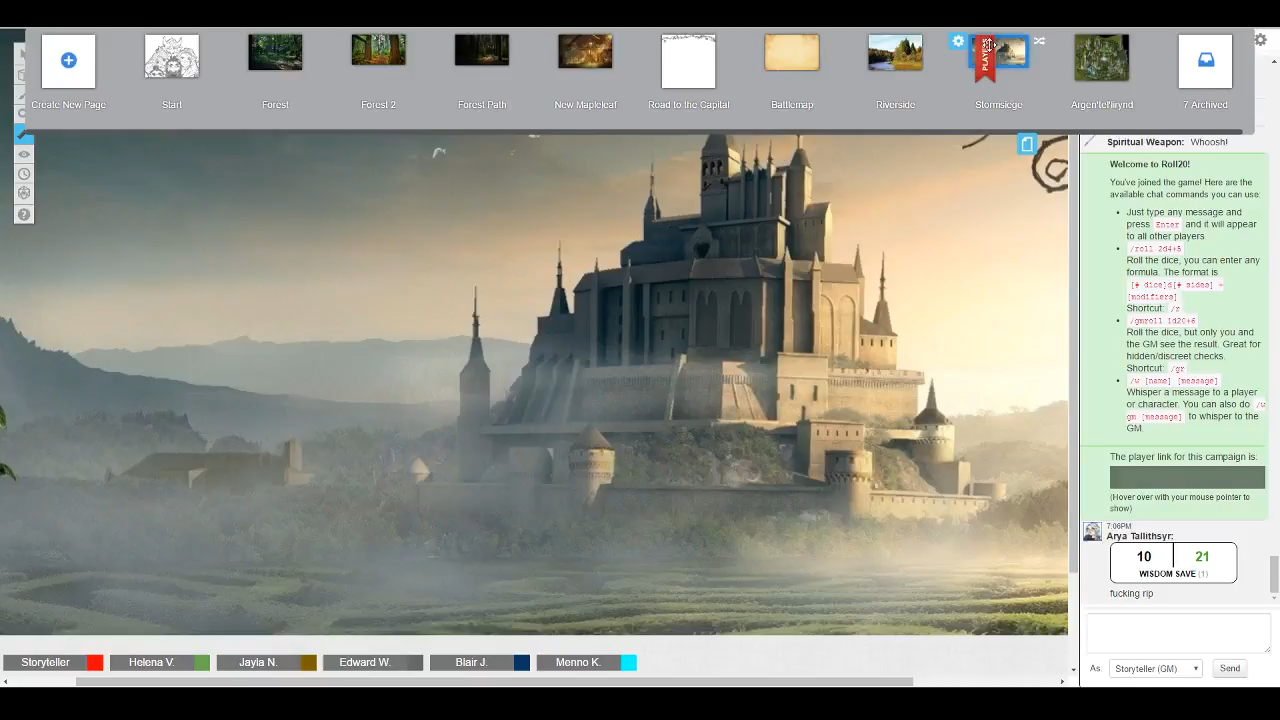 Create New Page
Start
Forest
Forest 2
Forest Path
New Mapleleaf
Road to the Capital
Battlemap
Riverside
PLAYERS
Stormsiege
Argen'tel'lirynd
7 Archived
Spiritual Weapon: Whoosh!
Welcome to Roll20!
You've joined the game! Here are the
available chat commands you can use:
Just type any message and
press Enter and it will appear
to all other players
/roll 2d4+5
Roll the dice, you can enter any
formula. The format is
[# dice]d[# sides] +
[modifiers]
Shortcut: /r
/gmroll 1d20+6
Roll the dice, but only you and
the GM see the result. Great for
hidden/discreet checks.
Shortcut: /gr
/w [name] [message]
Whisper a message to a player
or character. You can also do /w
gm [message] to whisper to the
GM.
The player link for this campaign is:
(Hover over with your mouse pointer to
show)
7:06PM
Arya Tallithsyr:
10 21
WISDOM SAVE (1)
fucking rip
As: Storyteller (GM) Send
Storyteller
Helena V.
Jayla N.
Edward W.
Blair J.
Menno K.